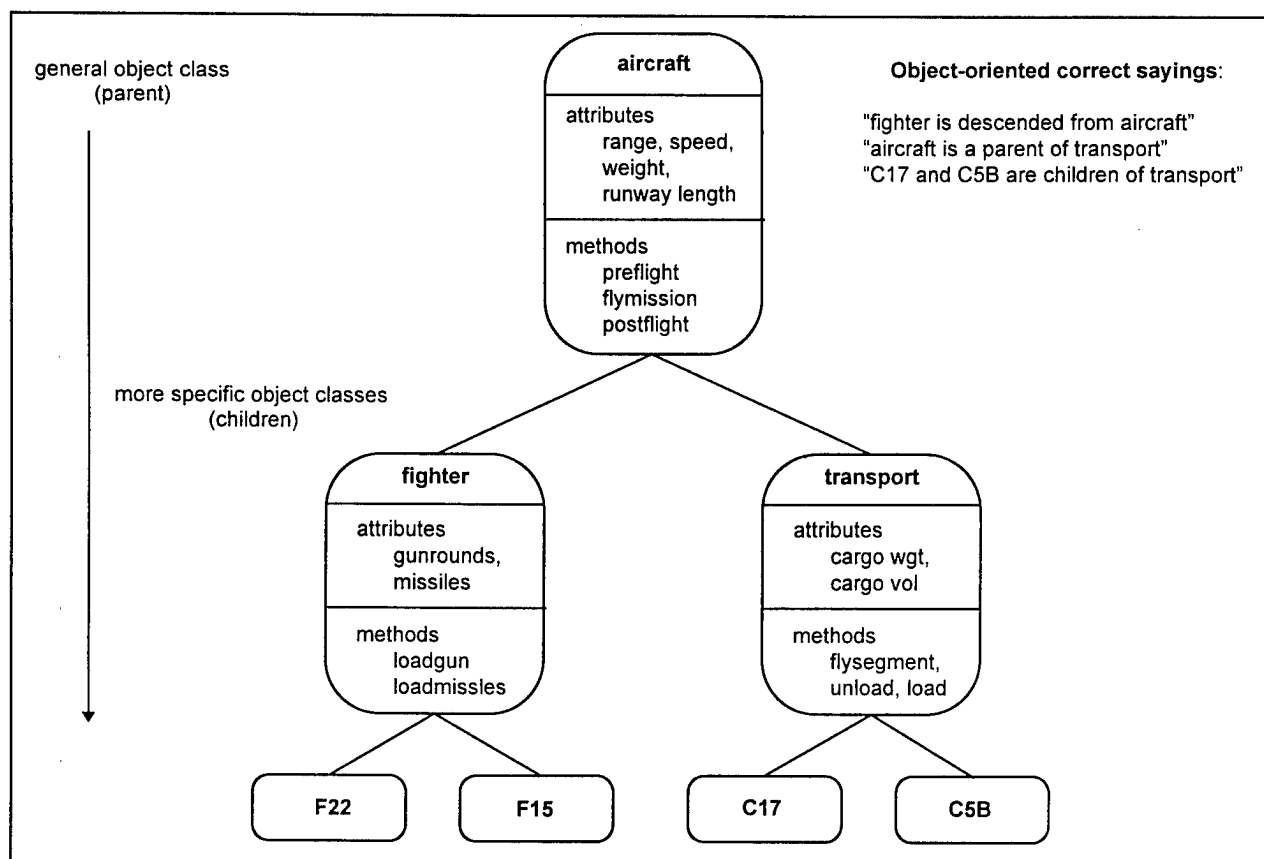 general object class
(parent)
aircraft
attributes
range, speed,
weight,
runway length
methods
preflight
flymission
postflight
Object-oriented correct sayings:
"fighter is descended from aircraft"
"aircraft is a parent of transport"
"C17 and C5B are children of transport"
more specific object classes
(children)
fighter
attributes
gunrounds,
missiles
methods
loadgun
loadmissles
transport
attributes
cargo wgt,
cargo vol
methods
flysegment,
unload, load
F22
F15
C17
C5B